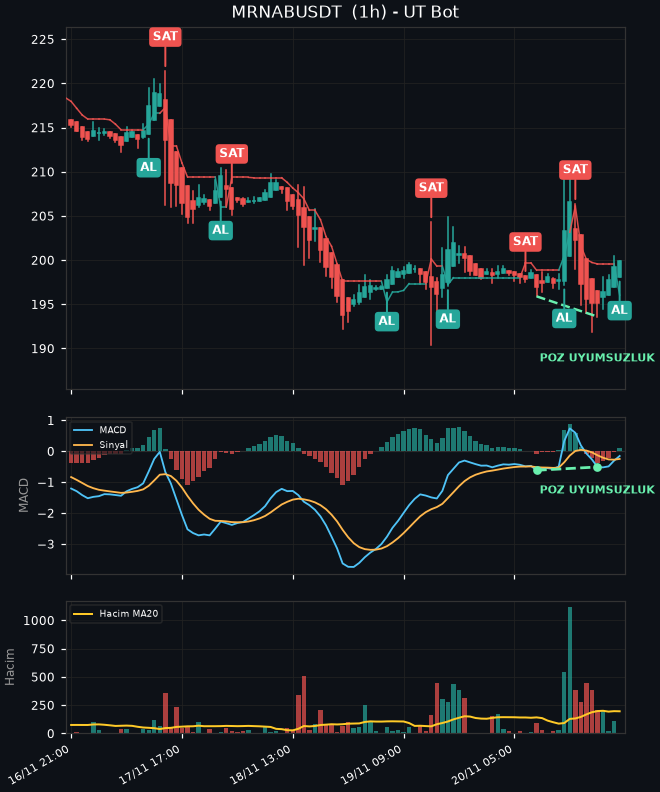 MRNABUSDT (1h) - UT Bot
225
220
215
210
205
200
195
190
SAT
AL
SAT
AL
AL
SAT
AL
SAT
SAT
AL
AL
POZ UYUMSUZLUK
MACD
1
0
−1
−2
−3
MACD
Sinyal
POZ UYUMSUZLUK
Hacim
1000
750
500
250
0
Hacim MA20
16/11 21:00
17/11 17:00
18/11 13:00
19/11 09:00
20/11 05:00